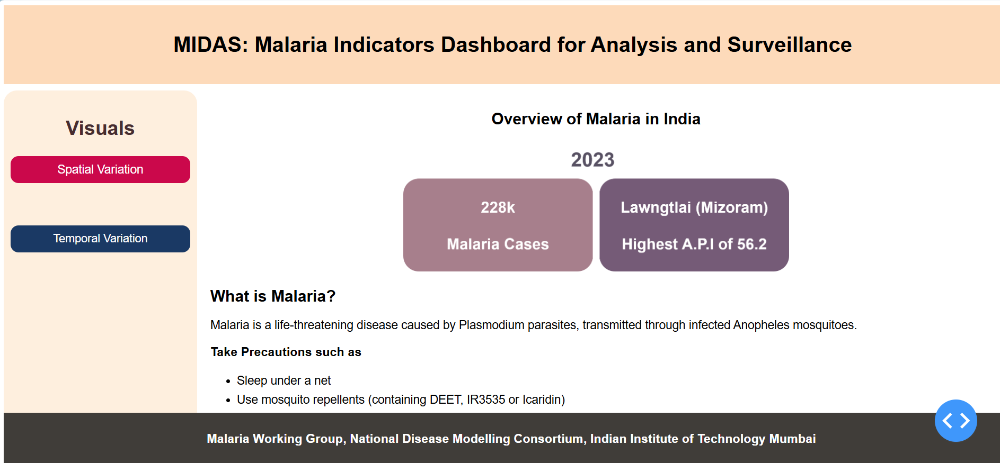 MIDAS: Malaria Indicators Dashboard for Analysis and Surveillance
Visuals
Spatial Variation
Temporal Variation
Overview of Malaria in India
2023
228k
Malaria Cases
Lawngtlai (Mizoram)
Highest A.P.I of 56.2
What is Malaria?
Malaria is a life-threatening disease caused by Plasmodium parasites, transmitted through infected Anopheles mosquitoes.
Take Precautions such as
• Sleep under a net
• Use mosquito repellents (containing DEET, IR3535 or Icaridin)
Malaria Working Group, National Disease Modelling Consortium, Indian Institute of Technology Mumbai